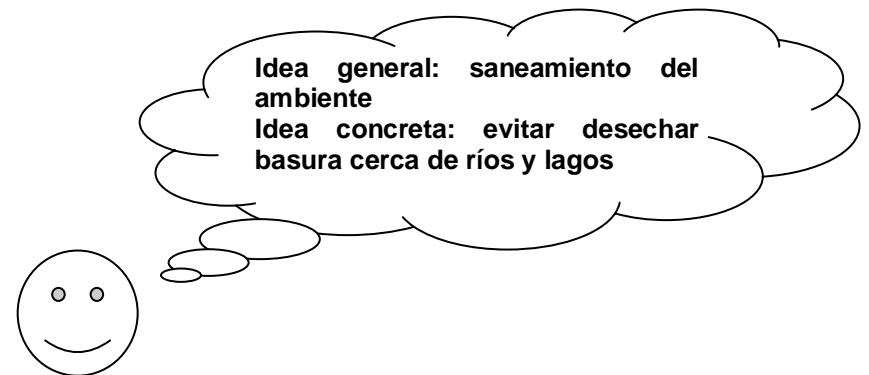 Idea general: saneamiento del
ambiente
Idea concreta: evitar desechar
basura cerca de ríos y lagos